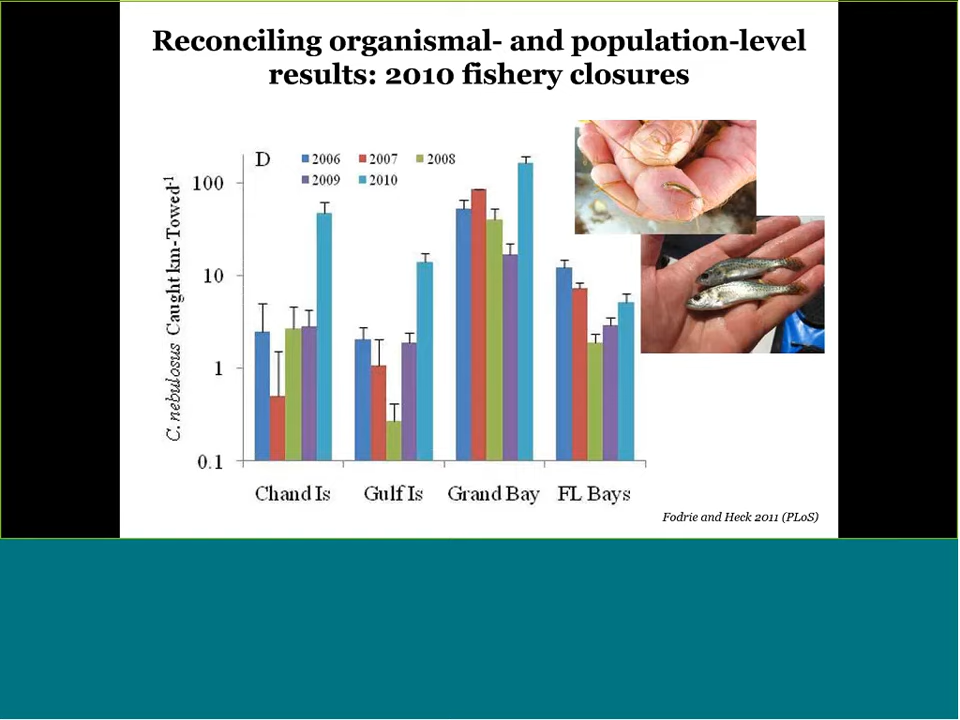 Reconciling organismal- and population-level
results: 2010 fishery closures
D
2006 2007 2008
2009 2010
C. nebulosus Caught km-Towed-1
100
10
1
0.1
Chand Is Gulf Is Grand Bay FL Bays
Fodrie and Heck 2011 (PLoS)